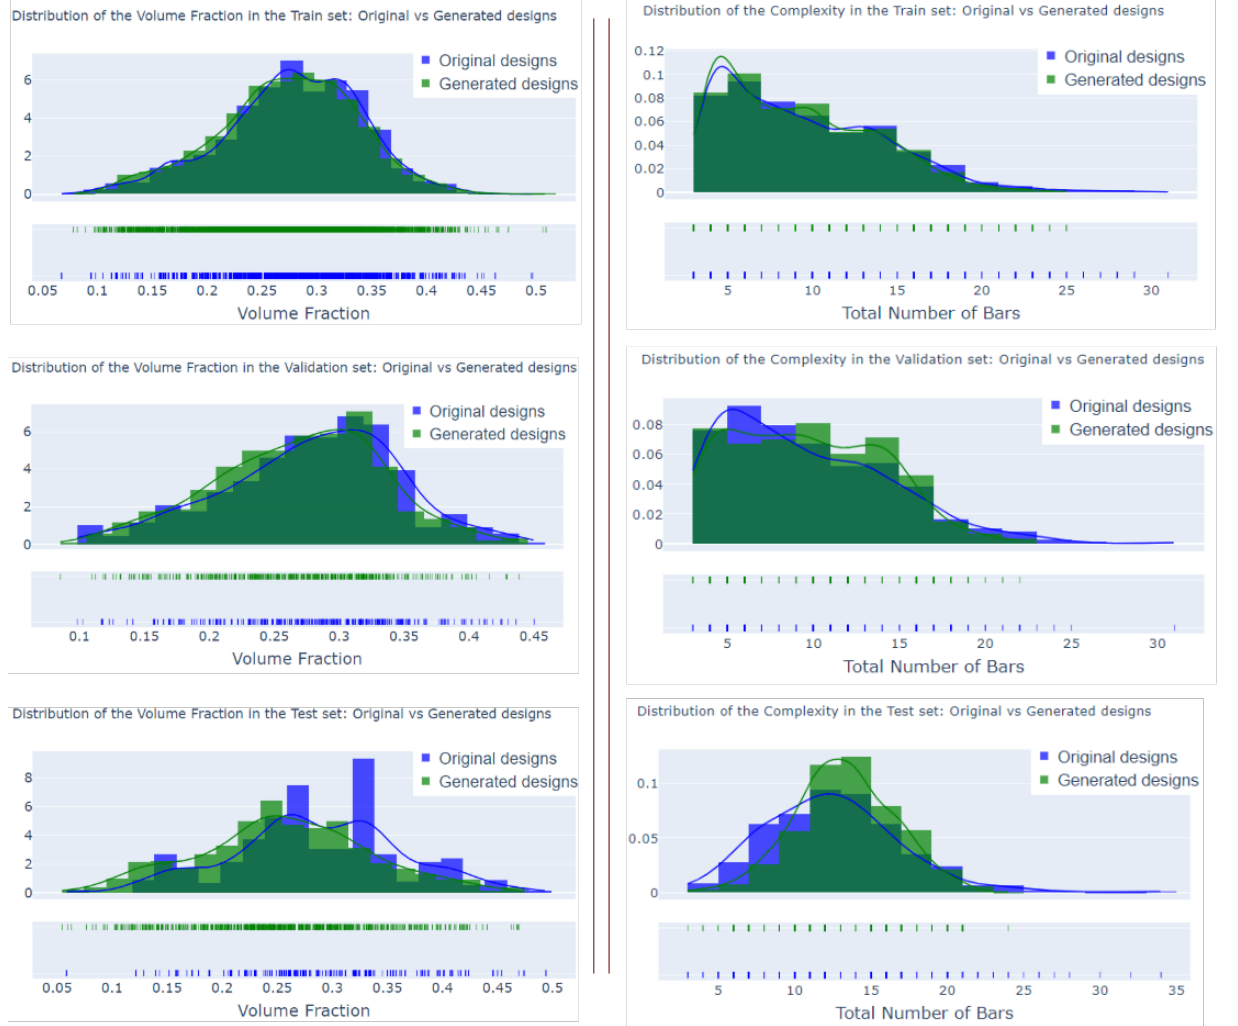 Distribution of the Volume Fraction in the Train set: Original vs Generated designs
Original designs
Generated designs
6
4
2
0
0.05 0.1 0.15 0.2 0.25 0.3 0.35 0.4 0.45 0.5
Volume Fraction
Distribution of the Complexity in the Train set: Original vs Generated designs
Original designs
Generated designs
0.12
0.1
0.08
0.06
0.04
0.02
0
5 10 15 20 25 30
Total Number of Bars
Distribution of the Volume Fraction in the Validation set: Original vs Generated designs
Original designs
Generated designs
6
4
2
0
0.1 0.15 0.2 0.25 0.3 0.35 0.4 0.45
Volume Fraction
Distribution of the Complexity in the Validation set: Original vs Generated designs
Original designs
Generated designs
0.08
0.06
0.04
0.02
0
5 10 15 20 25 30
Total Number of Bars
Distribution of the Volume Fraction in the Test set: Original vs Generated designs
Original designs
Generated designs
8
6
4
2
0
0.05 0.1 0.15 0.2 0.25 0.3 0.35 0.4 0.45 0.5
Volume Fraction
Distribution of the Complexity in the Test set: Original vs Generated designs
Original designs
Generated designs
0.1
0.05
0
5 10 15 20 25 30 35
Total Number of Bars